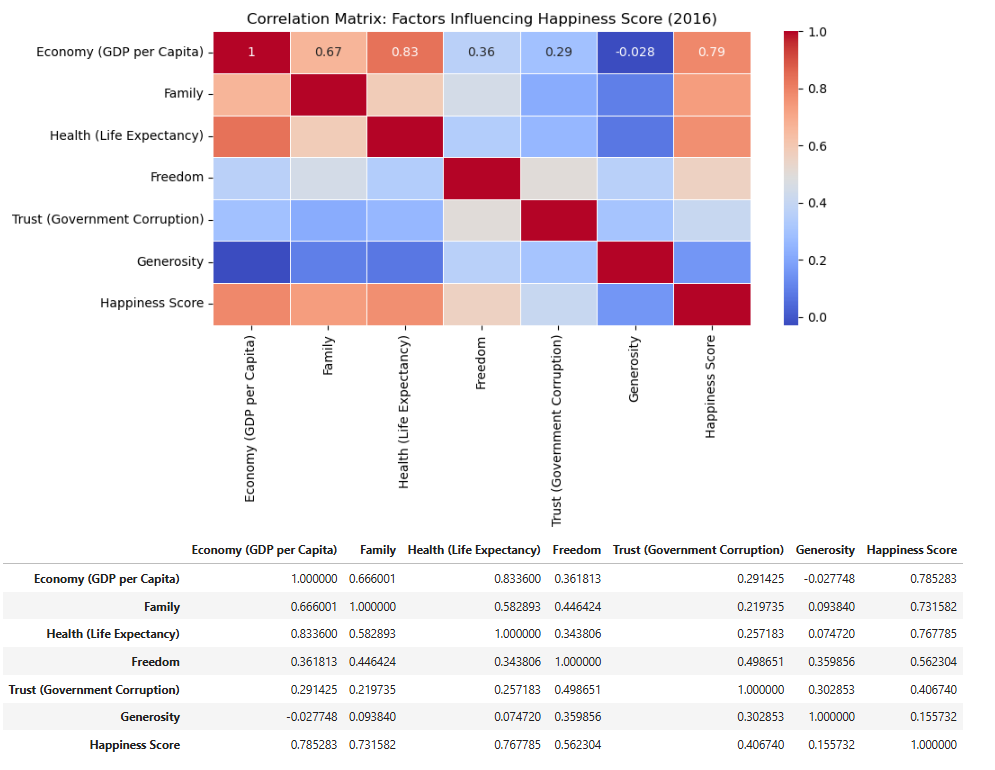 Correlation Matrix: Factors Influencing Happiness Score (2016)
Economy (GDP per Capita) 1 0.67 0.83 0.36 0.29 -0.028 0.79
Family
Health (Life Expectancy)
Freedom
Trust (Government Corruption)
Generosity
Happiness Score
1.0
0.8
0.6
0.4
0.2
0.0
Economy (GDP per Capita)
Family
Health (Life Expectancy)
Freedom
Trust (Government Corruption)
Generosity
Happiness Score
Economy (GDP per Capita) Family Health (Life Expectancy) Freedom Trust (Government Corruption) Generosity Happiness Score
Economy (GDP per Capita) 1.000000 0.666001 0.833600 0.361813 0.291425 -0.027748 0.785283
Family 0.666001 1.000000 0.582893 0.446424 0.219735 0.093840 0.731582
Health (Life Expectancy) 0.833600 0.582893 1.000000 0.343806 0.257183 0.074720 0.767785
Freedom 0.361813 0.446424 0.343806 1.000000 0.498651 0.359856 0.562304
Trust (Government Corruption) 0.291425 0.219735 0.257183 0.498651 1.000000 0.302853 0.406740
Generosity -0.027748 0.093840 0.074720 0.359856 0.302853 1.000000 0.155732
Happiness Score 0.785283 0.731582 0.767785 0.562304 0.406740 0.155732 1.000000